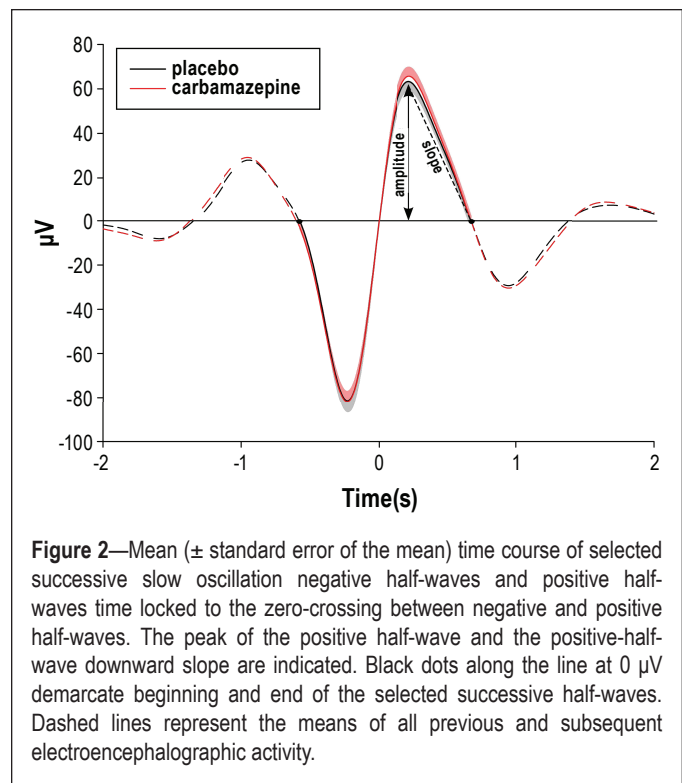 80
60
40
20
0
-20
-40
-60
-80
-100
µV
placebo
carbamazepine
amplitude
slope
-2 -1 0 1 2
Time(s)
Figure 2—Mean (± standard error of the mean) time course of selected
successive slow oscillation negative half-waves and positive half-
waves time locked to the zero-crossing between negative and positive
half-waves. The peak of the positive half-wave and the positive-half-
wave downward slope are indicated. Black dots along the line at 0 µV
demarcate beginning and end of the selected successive half-waves.
Dashed lines represent the means of all previous and subsequent
electroencephalographic activity.